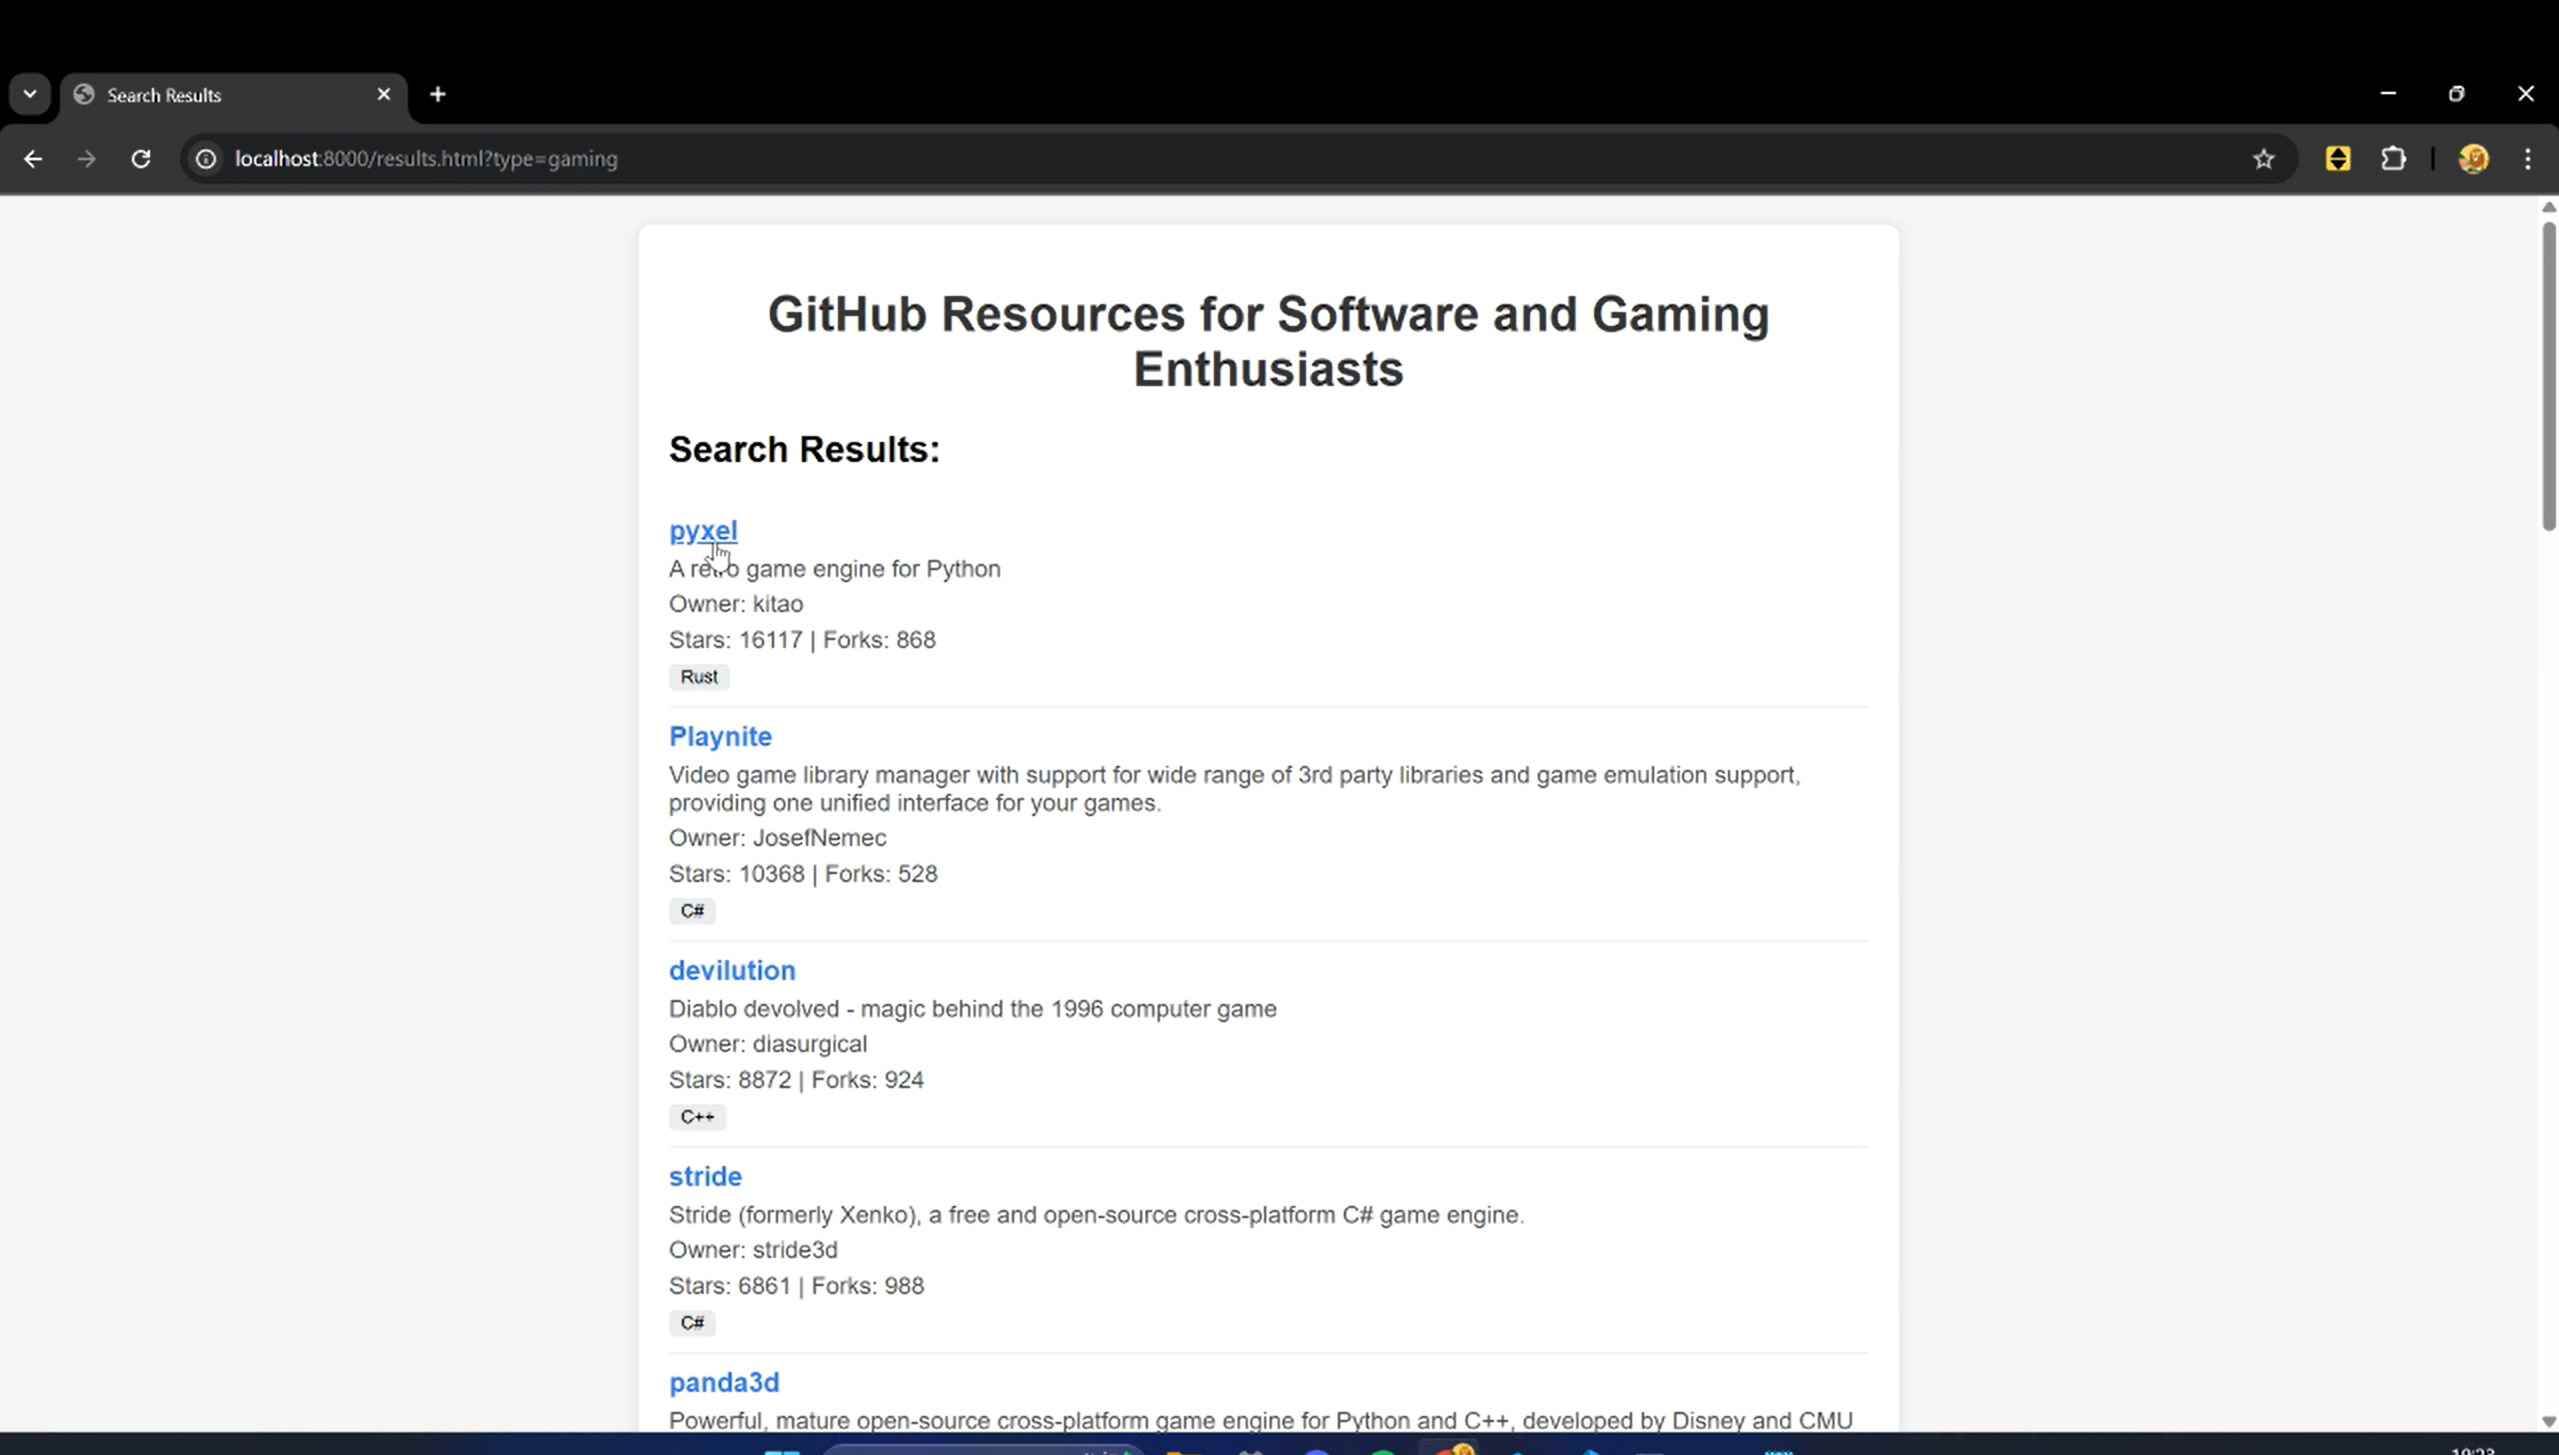 Search Results
localhost:8000/results.html?type=gaming
GitHub Resources for Software and Gaming
Enthusiasts
Search Results:
pyxel
A retro game engine for Python
Owner: kitao
Stars: 16117 | Forks: 868
Rust
Playnite
Video game library manager with support for wide range of 3rd party libraries and game emulation support,
providing one unified interface for your games.
Owner: JosefNemec
Stars: 10368 | Forks: 528
C#
devilution
Diablo devolved - magic behind the 1996 computer game
Owner: diasurgical
Stars: 8872 | Forks: 924
C++
stride
Stride (formerly Xenko), a free and open-source cross-platform C# game engine.
Owner: stride3d
Stars: 6861 | Forks: 988
C#
panda3d
Powerful, mature open-source cross-platform game engine for Python and C++, developed by Disney and CMU